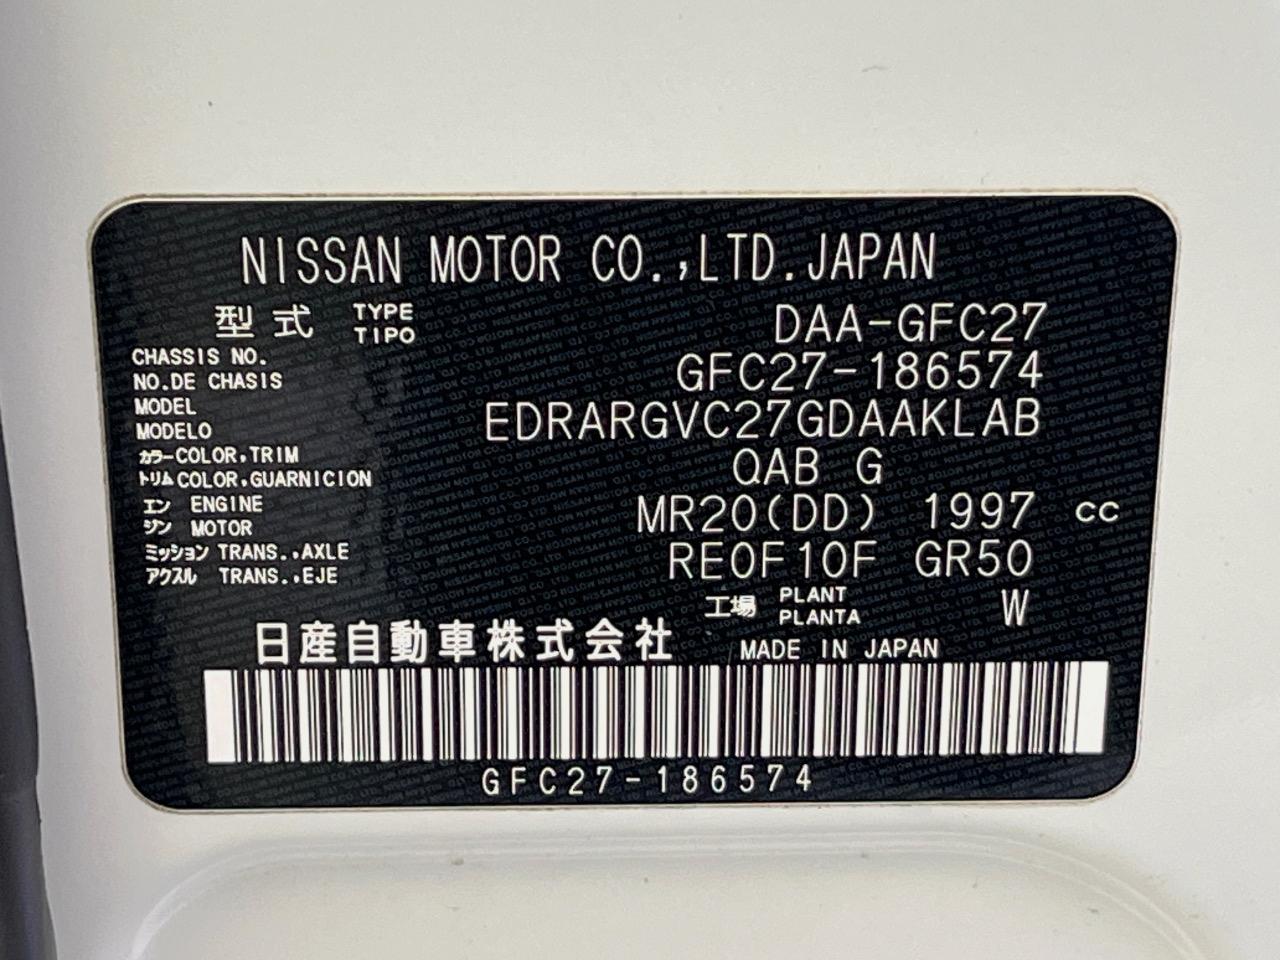 NISSAN MOTOR CO.,LTD.JAPAN
型式 TYPE TIPO DAA-GFC27
CHASSIS NO. NO.DE CHASIS GFC27-186574
MODEL MODELO EDRARGVC27GDAAKLAB
カラー COLOR,TRIM
トリム COLOR,GUARNICION QAB G
エン ENGINE
ジン MOTOR MR20(DD) 1997 cc
ミッション TRANS.,AXLE
アクスル TRANS.,EJE RE0F10F GR50
工場 PLANT PLANTA W
日産自動車株式会社 MADE IN JAPAN
GFC27-186574